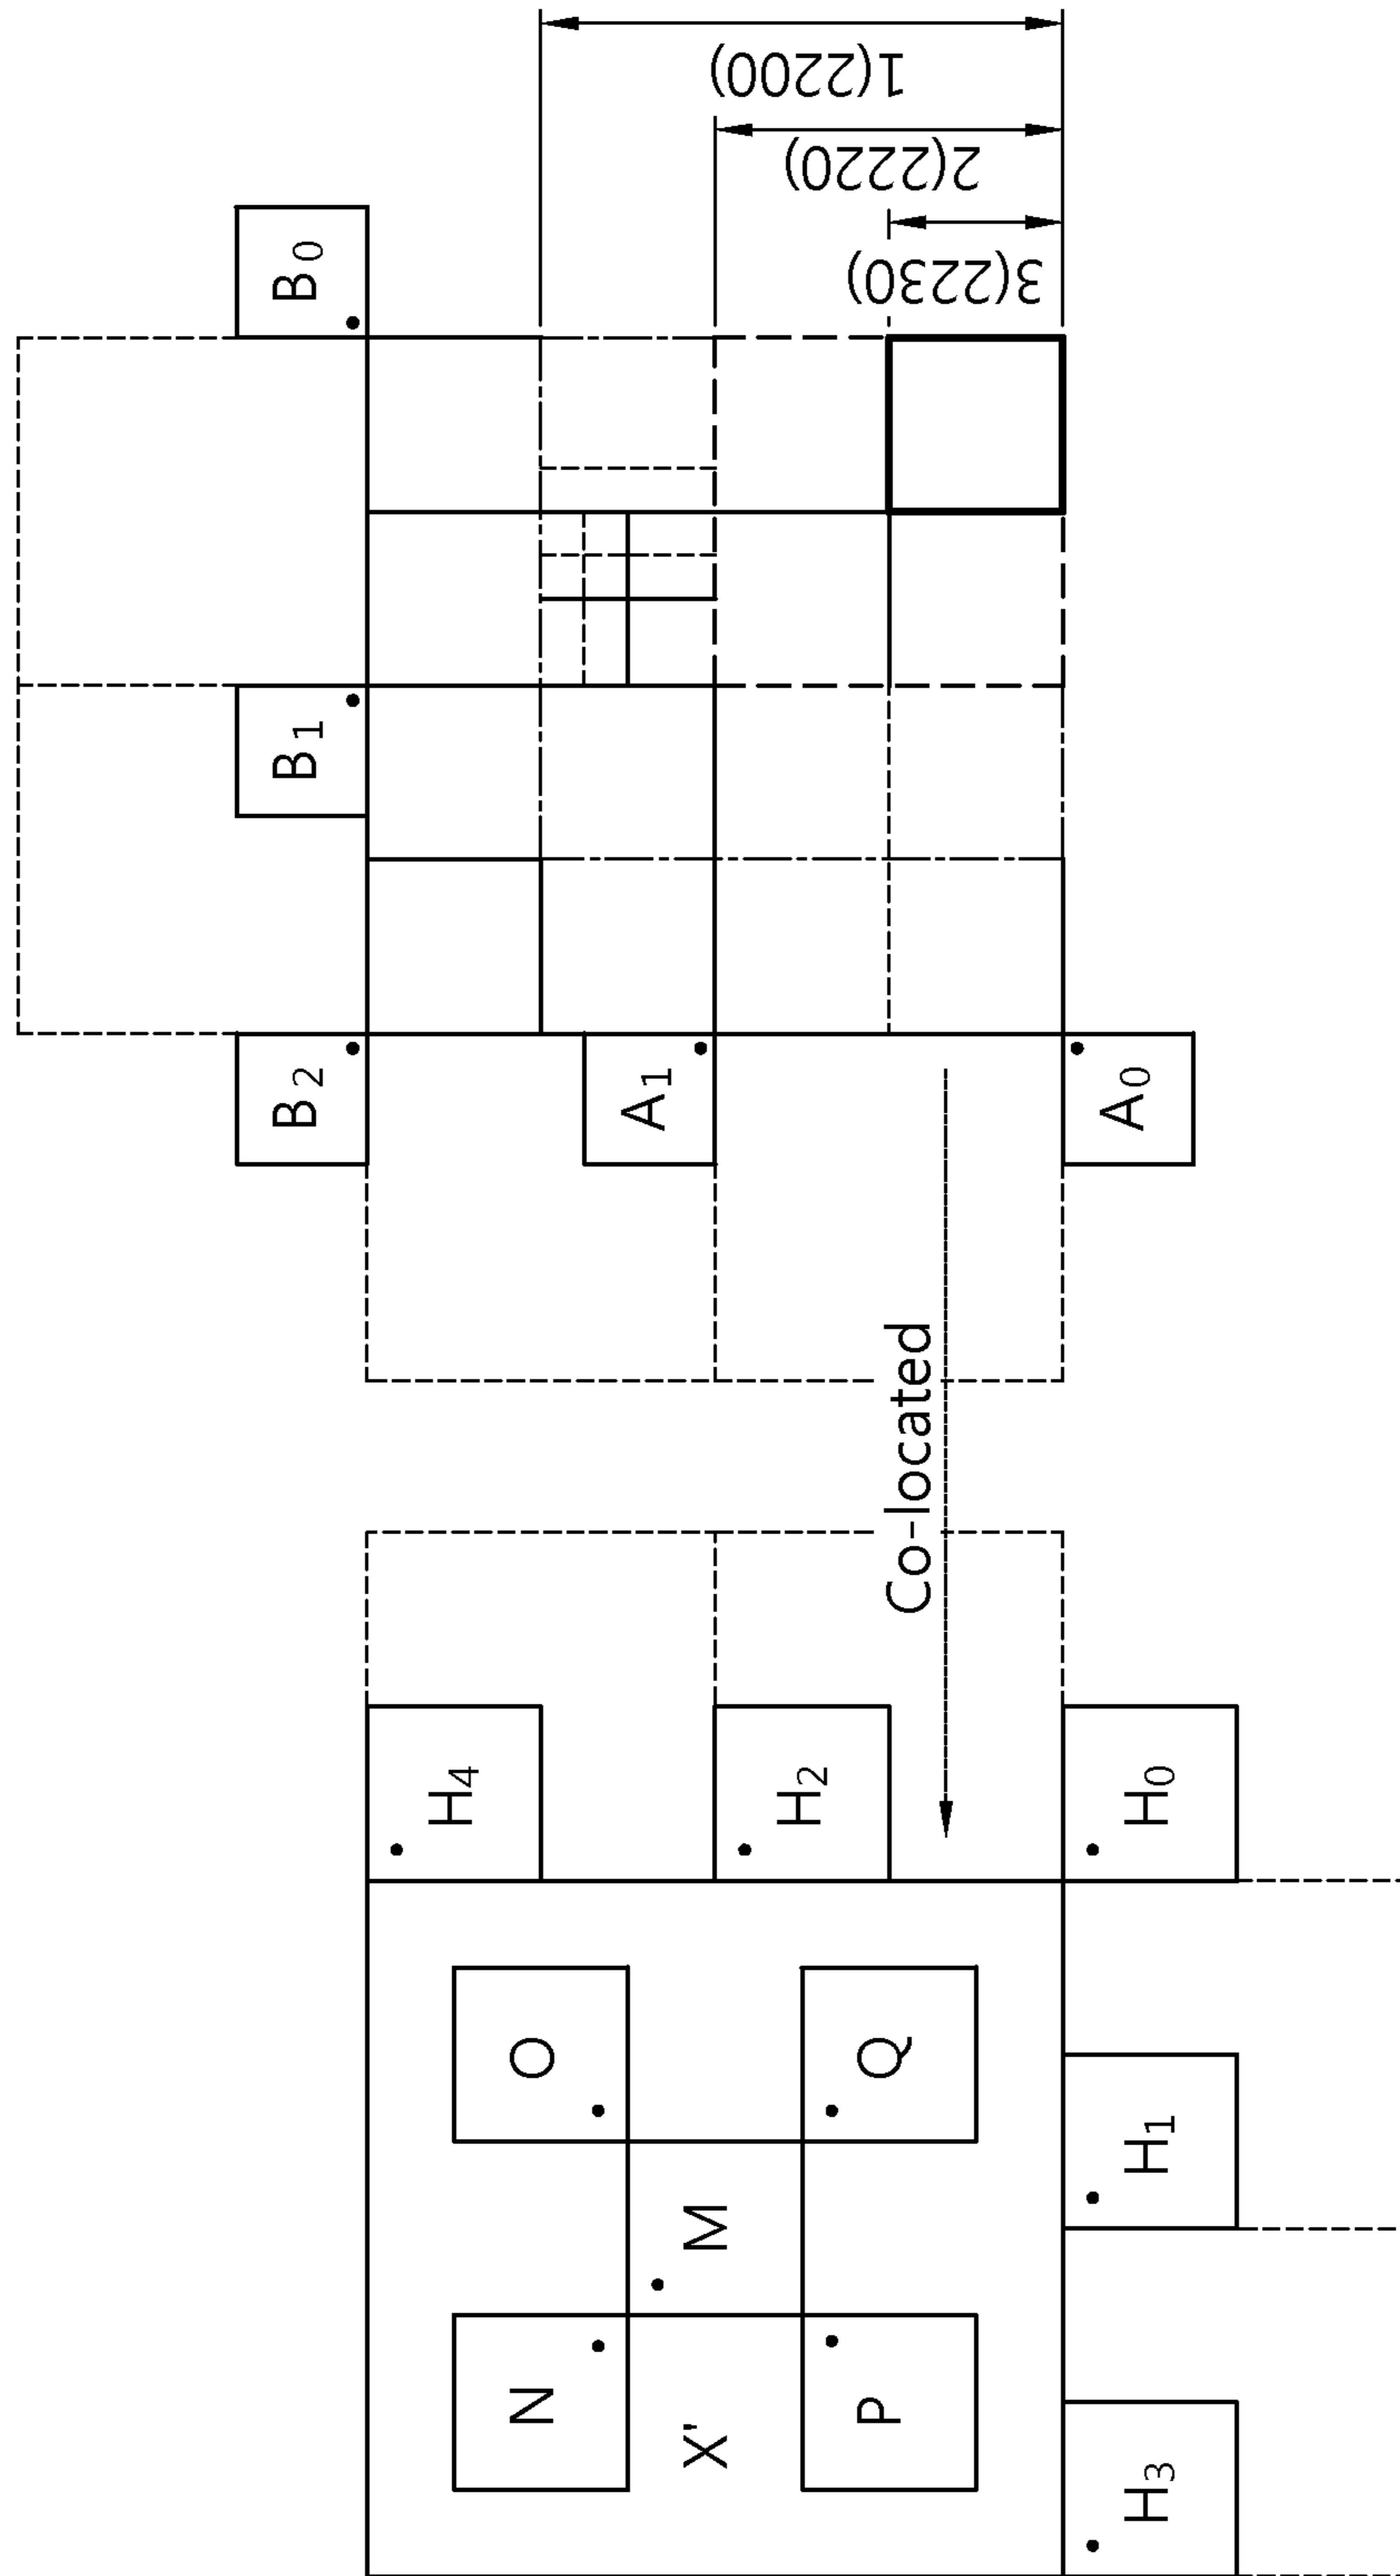 1(2200)
2(2220)
3(2230)
B0
B1
B2
A1
A0
Co-located
H4
H2
H0
O
Q
M
H1
N
X'
P
H3